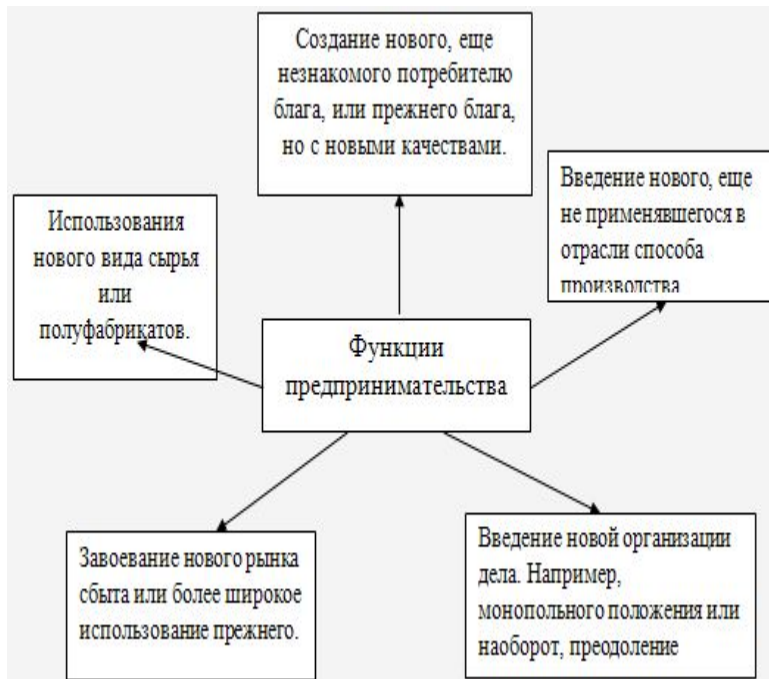 Создание нового, еще
незнакомого потребителю
блага, или прежнего блага,
но с новыми качествами.
Введение нового, еще
не применявшегося в
отрасли способа
производства
Использования
нового вида сырья
или
полуфабрикатов.
Функции
предпринимательства
Завоевание нового рынка
сбыта или более широкое
использование прежнего.
Введение новой организации
дела. Например,
монопольного положения или
наоборот, преодоление